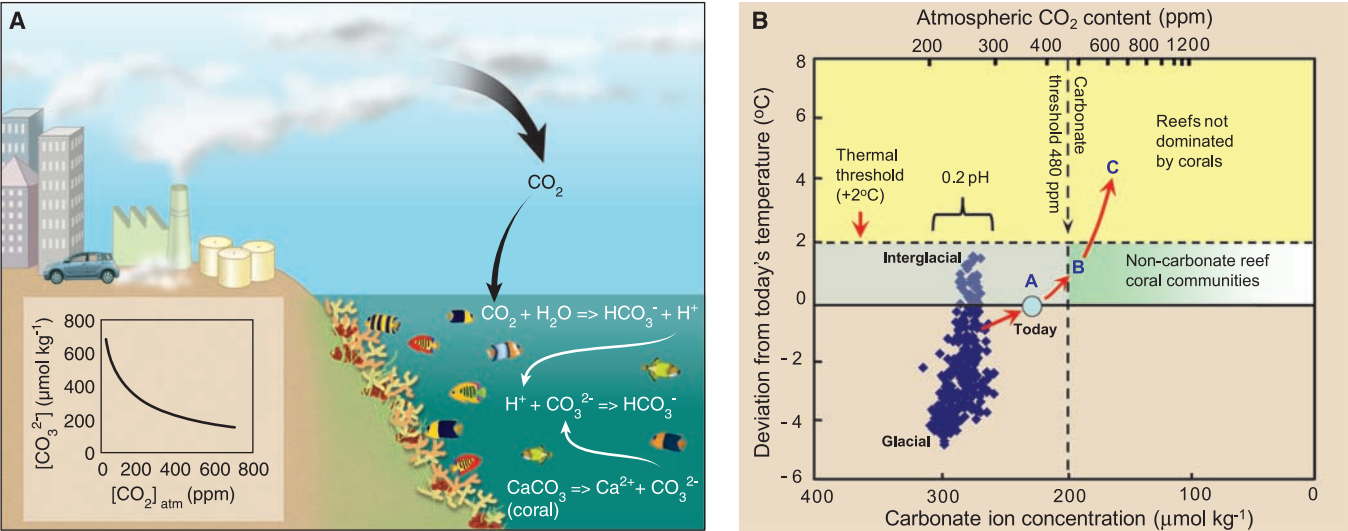 A
CO₂
CO₂ + H₂O => HCO₃⁻ + H⁺
H⁺ + CO₃²⁻ => HCO₃⁻
CaCO₃ => Ca²⁺ + CO₃²⁻
(coral)
[CO₃²⁻] (µmol kg⁻¹)
800
600
400
200
0
0 200 400 600 800
[CO₂]atm (ppm)
B
Atmospheric CO₂ content (ppm)
200 300 400 600 800 1200
Deviation from today's temperature (°C)
8
6
4
2
0
- 2
- 4
- 6
Carbonate
threshold 480 ppm
Reefs not
dominated
by corals
Thermal
threshold
(+2°C)
0.2 pH
C
Interglacial
A
B
Non-carbonate reef
coral communities
Today
Glacial
400 300 200 100 0
Carbonate ion concentration (µmol kg⁻¹)